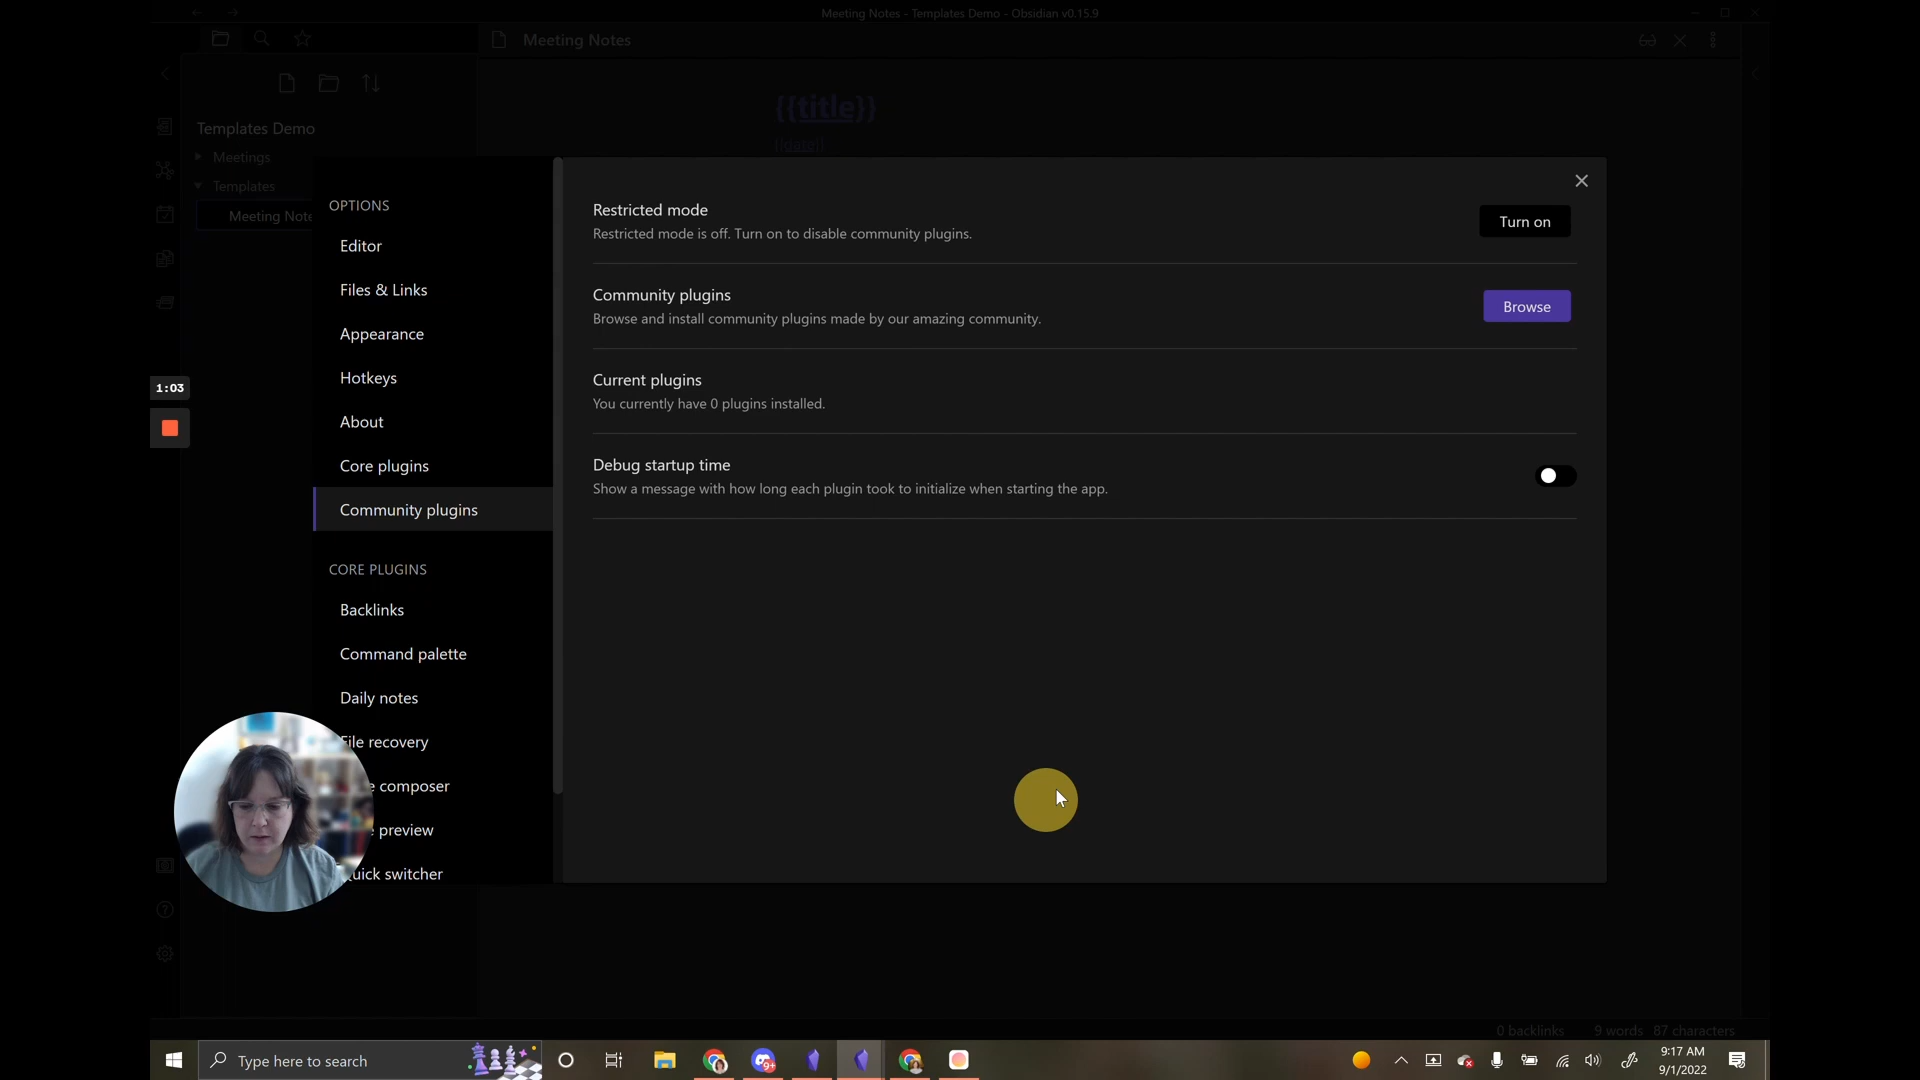 Meeting Notes - Templates Demo - Obsidian v0.15.9
Meeting Notes
{{title}}
{{date}}
Templates Demo
Meetings
Templates
Meeting Note
OPTIONS
Editor
Files & Links
Appearance
Hotkeys
About
Core plugins
Community plugins
CORE PLUGINS
Backlinks
Command palette
Daily notes
File recovery
e composer
preview
uick switcher
Restricted mode
Restricted mode is off. Turn on to disable community plugins.
Turn on
Community plugins
Browse and install community plugins made by our amazing community.
Browse
Current plugins
You currently have 0 plugins installed.
Debug startup time
Show a message with how long each plugin took to initialize when starting the app.
1:03
0 backlinks 9 words 87 characters
Type here to search
9+
9:17 AM
9/1/2022